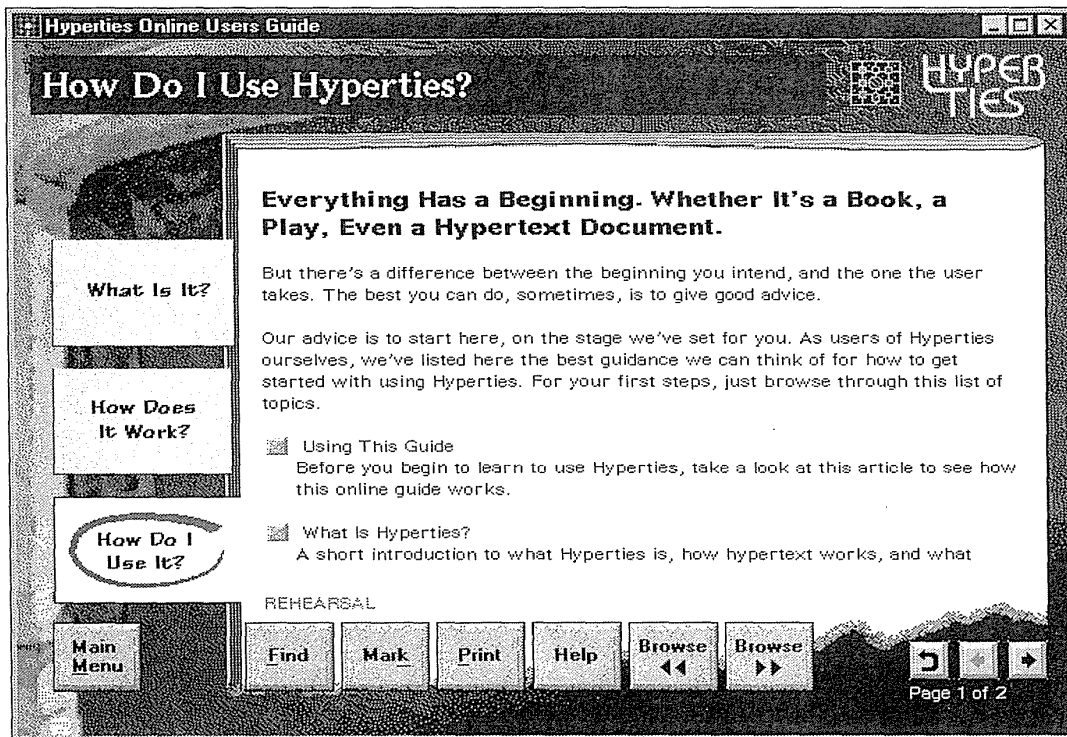 Hyperties Online Users Guide
How Do I Use Hyperties?
HYPER
TIES
Everything Has a Beginning. Whether It's a Book, a
Play, Even a Hypertext Document.
But there's a difference between the beginning you intend, and the one the user
takes. The best you can do, sometimes, is to give good advice.
Our advice is to start here, on the stage we've set for you. As users of Hyperties
ourselves, we've listed here the best guidance we can think of for how to get
started with using Hyperties. For your first steps, just browse through this list of
topics.
Using This Guide
Before you begin to learn to use Hyperties, take a look at this article to see how
this online guide works.
What Is Hyperties?
A short introduction to what Hyperties is, how hypertext works, and what
REHEARSAL
What Is It?
How Does
It Work?
How Do I
Use It?
Main
Menu
Find
Mark
Print
Help
Browse
Browse
Page 1 of 2